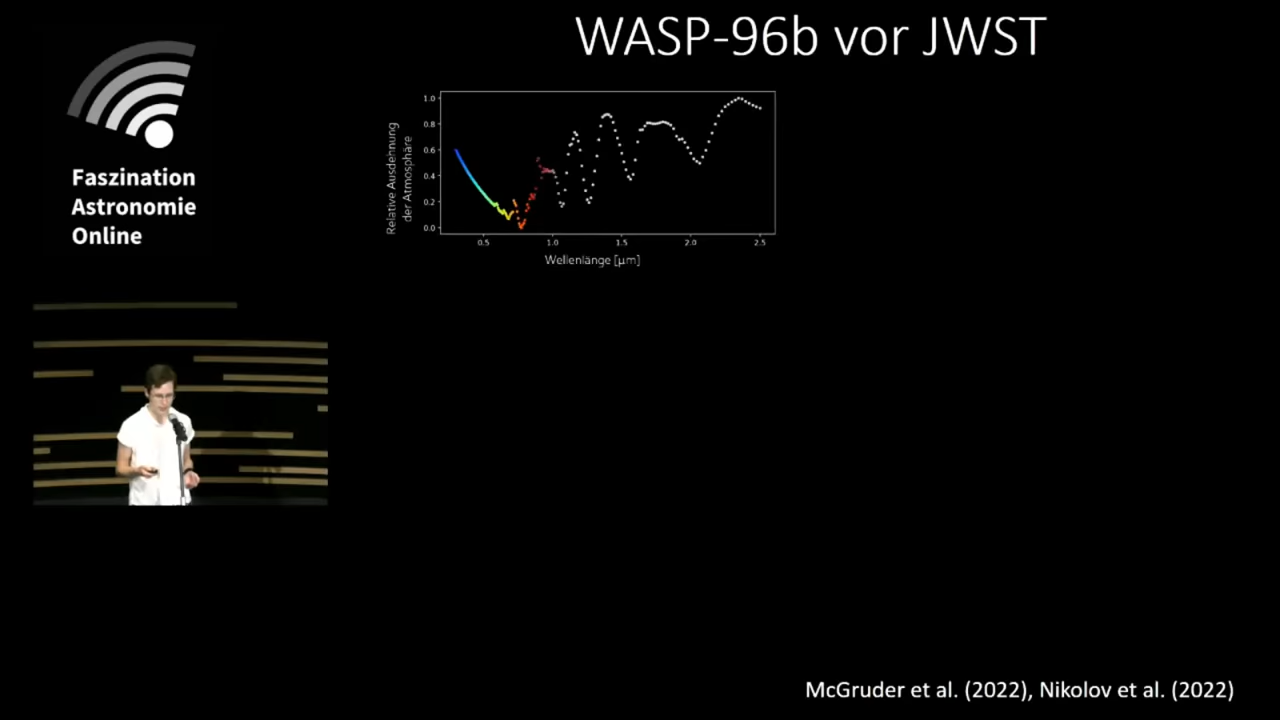 WASP-96b vor JWST
Faszination
Astronomie
Online
Relative Ausdehnung
der Atmosphäre
1.0
0.8
0.6
0.4
0.2
0.0
0.5 1.0 1.5 2.0 2.5
Wellenlänge [µm]
McGruder et al. (2022), Nikolov et al. (2022)